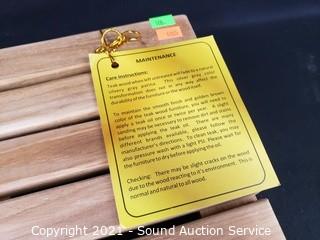 MAINTENANCE
Care Instructions:
Teak wood when left untreated will fade to a natural
silvery grey patina. This silver gray color
transformation does not in any way affect the
durability of the furniture or the wood itself.
To maintain the smooth finish and golden brown
color of the teak wood furniture, you will need to
apply a teak oil once or twice per year. A slight
sanding may be necessary to remove dirt and stains
before applying the teak oil. There are many
different brands available, please follow the
manufacturer's directions. To clean teak, you may
also pressure wash with a light PSI. Please wait for
the furniture to dry before applying the oil.
Checking: There may be slight cracks on the wood
due to the wood reacting to it's environment. This is
normal and natural to all wood.
Copyright 2021 - Sound Auction Service